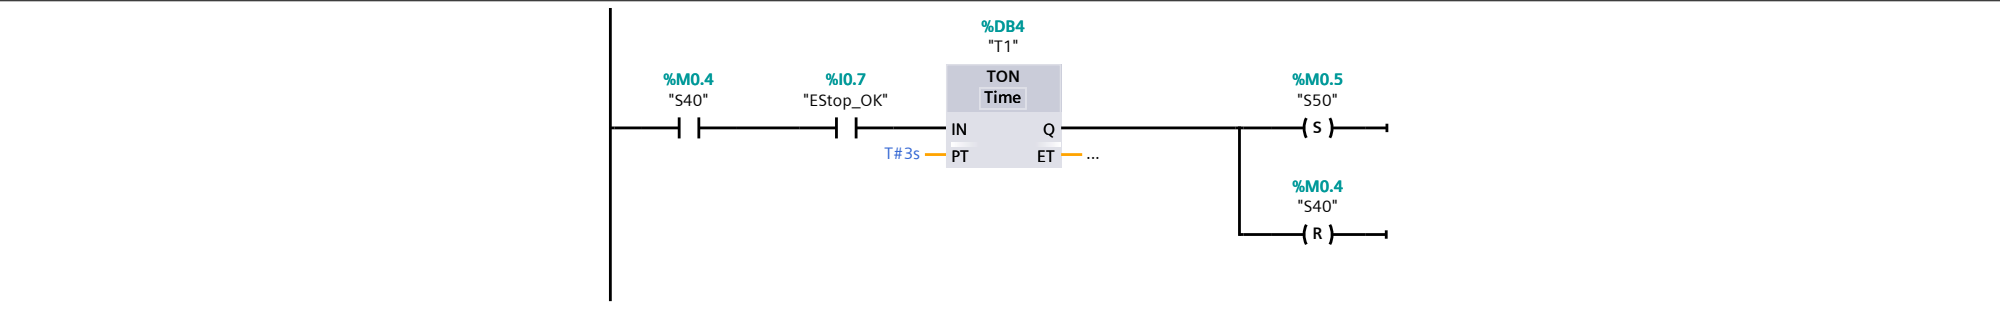 %DB4
"T1"
%M0.4
"S40"
%I0.7
"EStop_OK"
TON
Time
IN
Q
T#3s
PT
ET
...
%M0.5
"S50"
S
%M0.4
"S40"
R